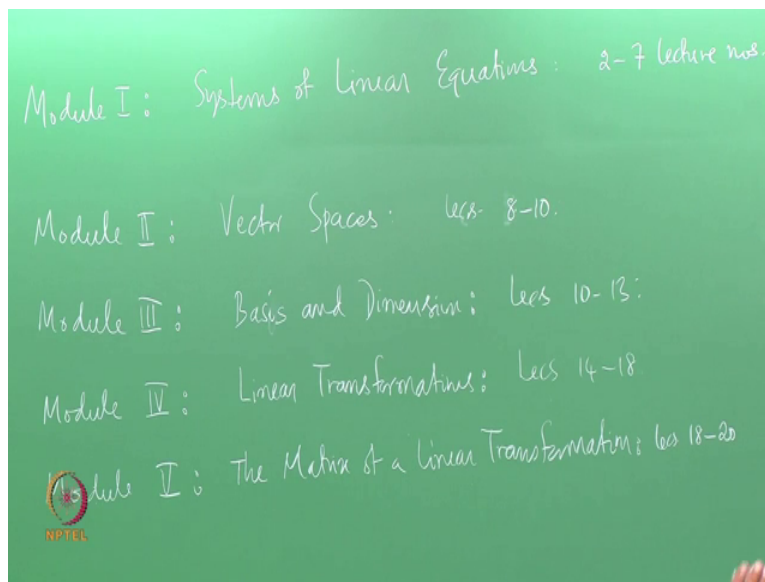 Module I : Systems of Linear Equations : 2-7 lecture nos.
Module II : Vector Spaces : Lecs 8-10.
Module III : Basis and Dimension : Lecs 10-13 :
Module IV : Linear Transformations : Lecs 14-18
Module V : The Matrix of a Linear Transformation : Lecs 18-20
NPTEL